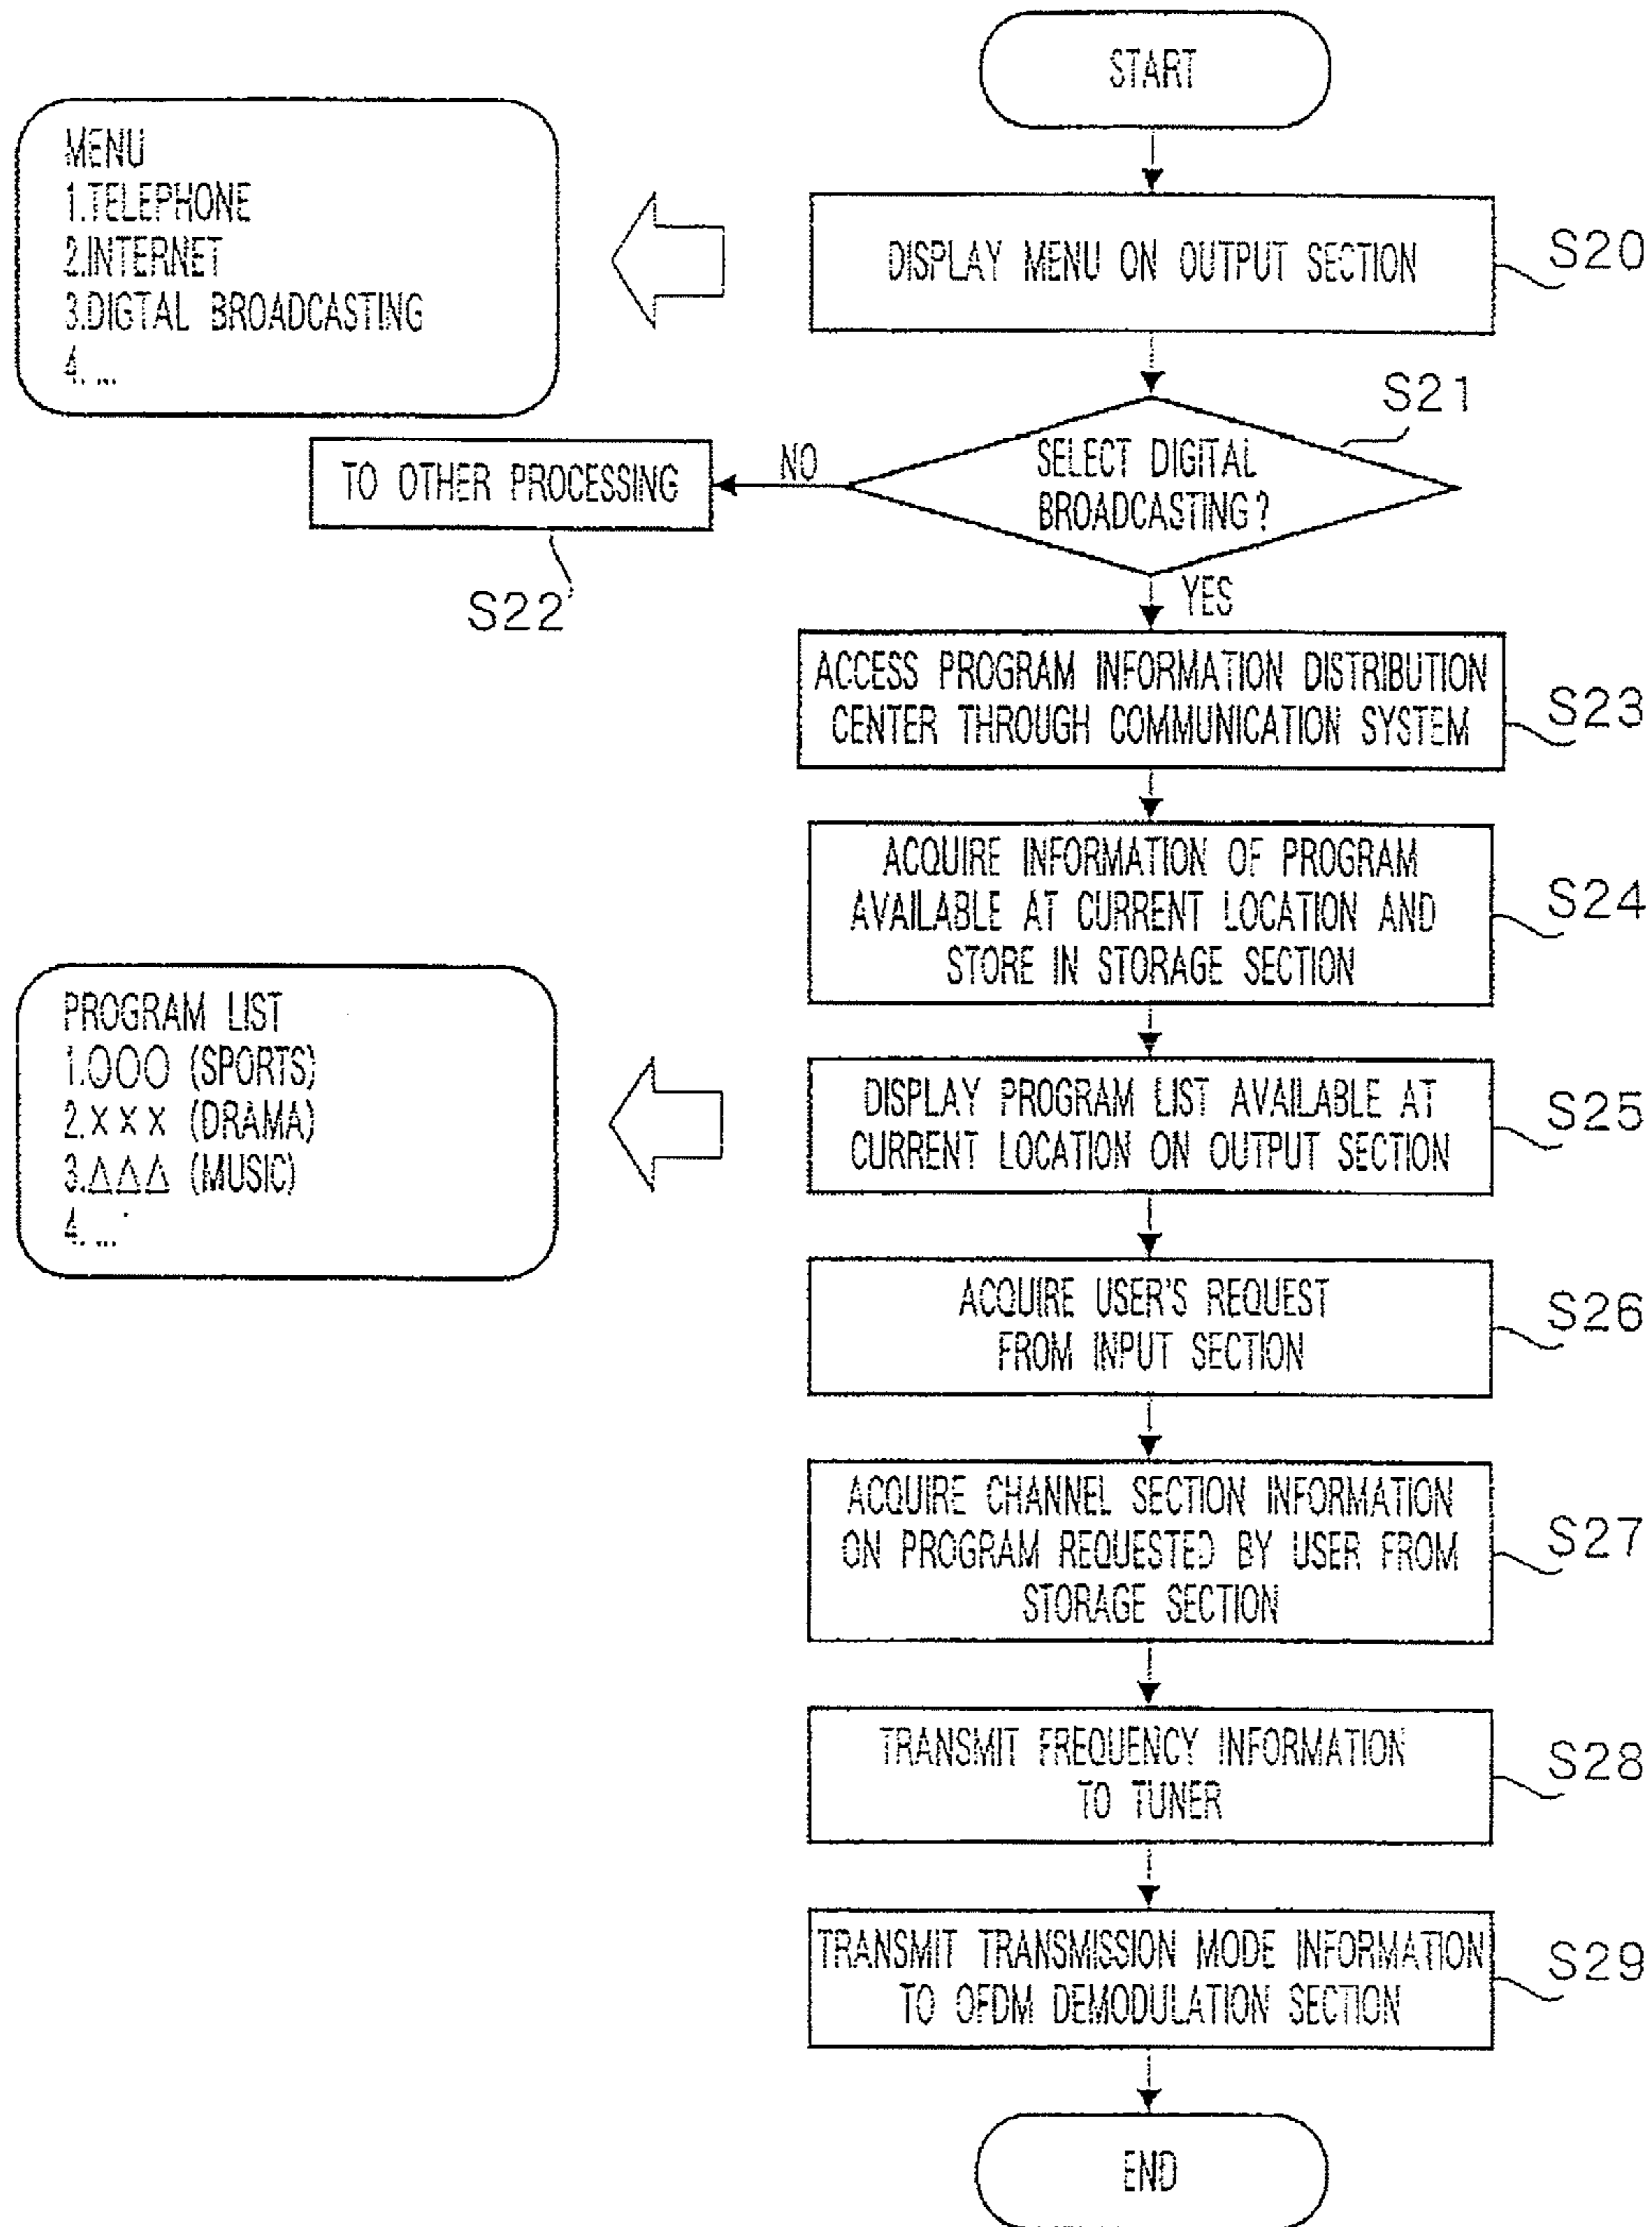 START
MENU
1.TELEPHONE
2.INTERNET
3.DIGTAL BROADCASTING
4. ...
DISPLAY MENU ON OUTPUT SECTION
S20
S21
SELECT DIGITAL
BROADCASTING?
NO
TO OTHER PROCESSING
S22
YES
ACCESS PROGRAM INFORMATION DISTRIBUTION
CENTER THROUGH COMMUNICATION SYSTEM
S23
ACQUIRE INFORMATION OF PROGRAM
AVAILABLE AT CURRENT LOCATION AND
STORE IN STORAGE SECTION
S24
PROGRAM LIST
1.○○○ (SPORTS)
2.××× (DRAMA)
3.△△△ (MUSIC)
4. ...
DISPLAY PROGRAM LIST AVAILABLE AT
CURRENT LOCATION ON OUTPUT SECTION
S25
ACQUIRE USER'S REQUEST
FROM INPUT SECTION
S26
ACQUIRE CHANNEL SECTION INFORMATION
ON PROGRAM REQUESTED BY USER FROM
STORAGE SECTION
S27
TRANSMIT FREQUENCY INFORMATION
TO TUNER
S28
TRANSMIT TRANSMISSION MODE INFORMATION
TO OFDM DEMODULATION SECTION
S29
END